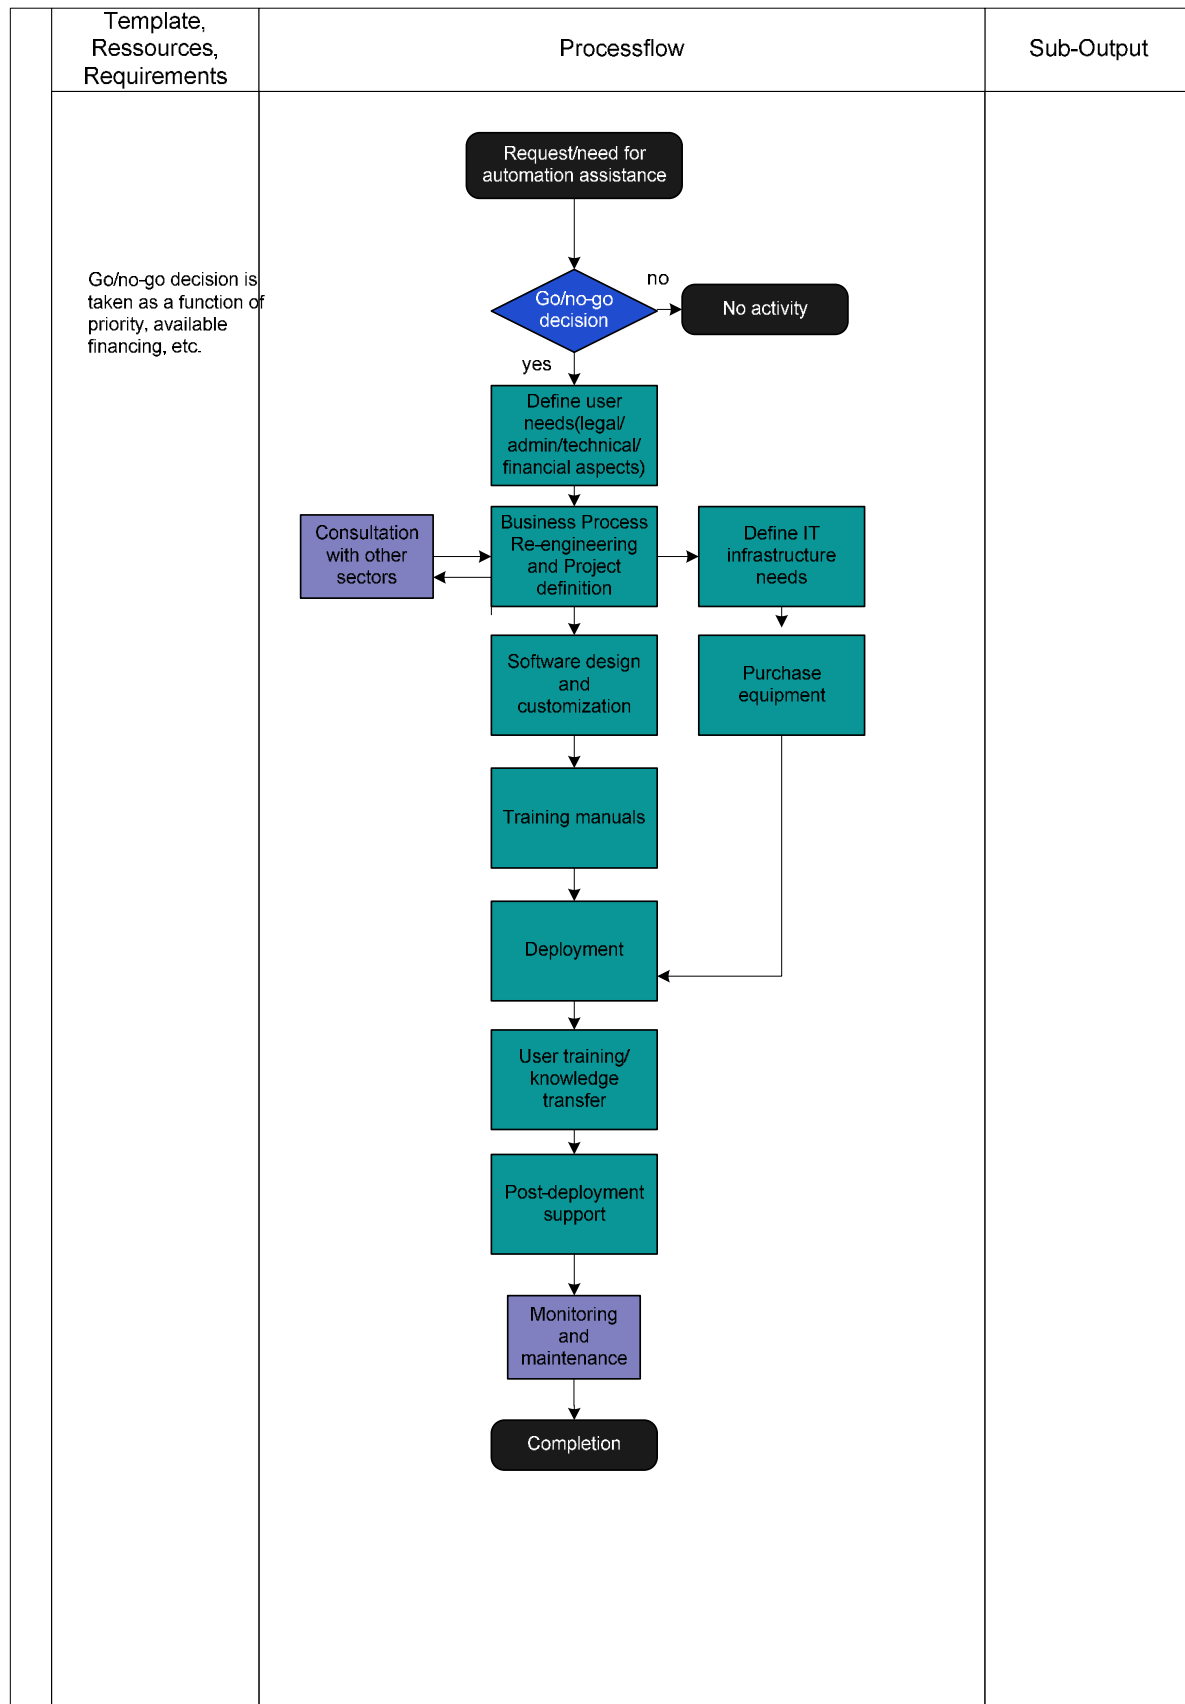 Template,
Ressources,
Requirements
Processflow
Sub-Output
Request/need for
automation assistance
Go/no-go decision is
taken as a function of
priority, available
financing, etc.
Go/no-go
decision
no
No activity
yes
Define user
needs(legal/
admin/technical/
financial aspects)
Consultation
with other
sectors
Business Process
Re-engineering
and Project
definition
Define IT
infrastructure
needs
Software design
and
customization
Purchase
equipment
Training manuals
Deployment
User training/
knowledge
transfer
Post-deployment
support
Monitoring
and
maintenance
Completion